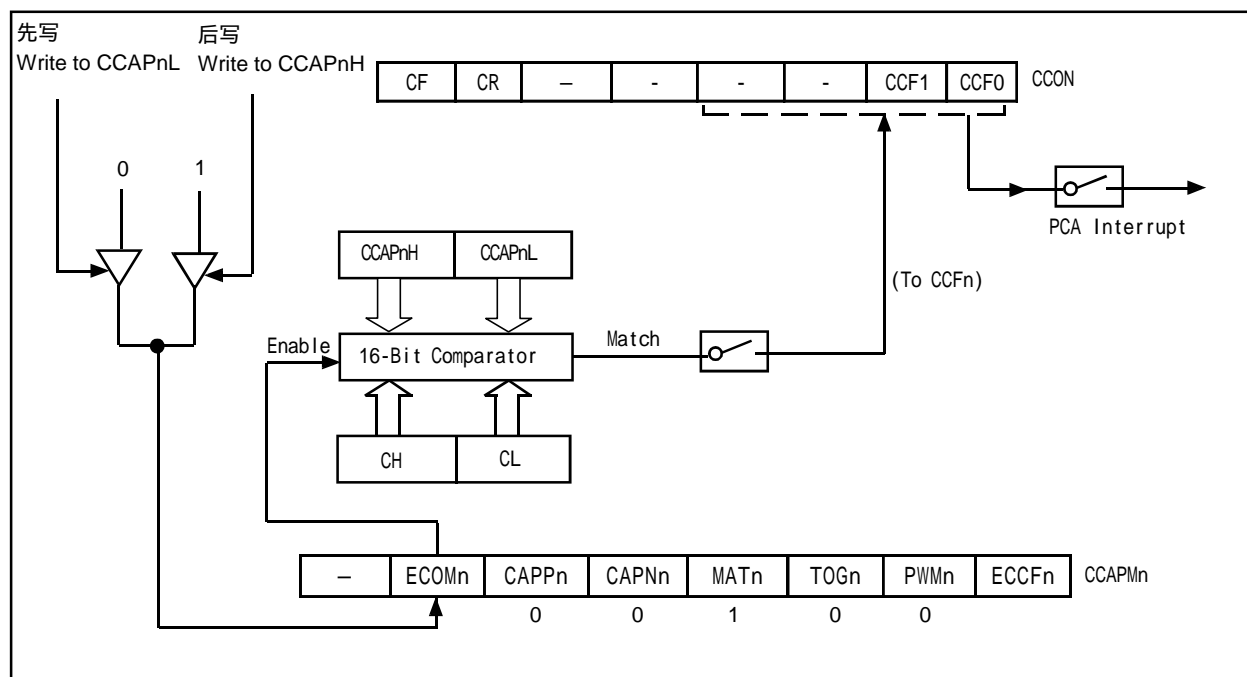 先写 后写
Write to CCAPnL Write to CCAPnH
CF CR – - - - CCF1 CCF0 CCON
0 1
PCA Interrupt
CCAPnH CCAPnL
(To CCFn)
Enable 16-Bit Comparator Match
CH CL
– ECOMn CAPPn CAPNn MATn TOGn PWMn ECCFn CCAPMn
0 0 1 0 0